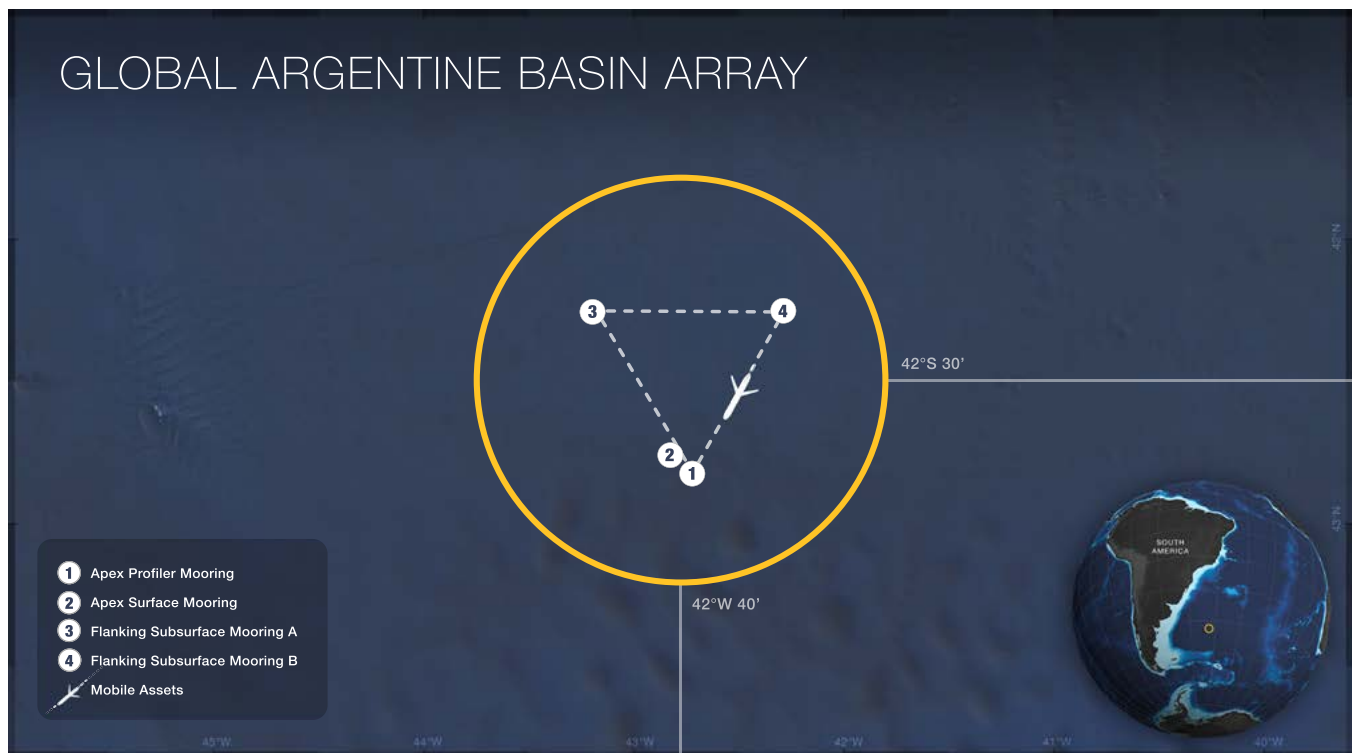 GLOBAL ARGENTINE BASIN ARRAY
42°N
3
4
42°S 30’
2
1
43°N
SOUTH
AMERICA
1 Apex Profiler Mooring
2 Apex Surface Mooring
3 Flanking Subsurface Mooring A
4 Flanking Subsurface Mooring B
Mobile Assets
42°W 40’
45°W
44°W
43°W
42°W
41°W
40°W